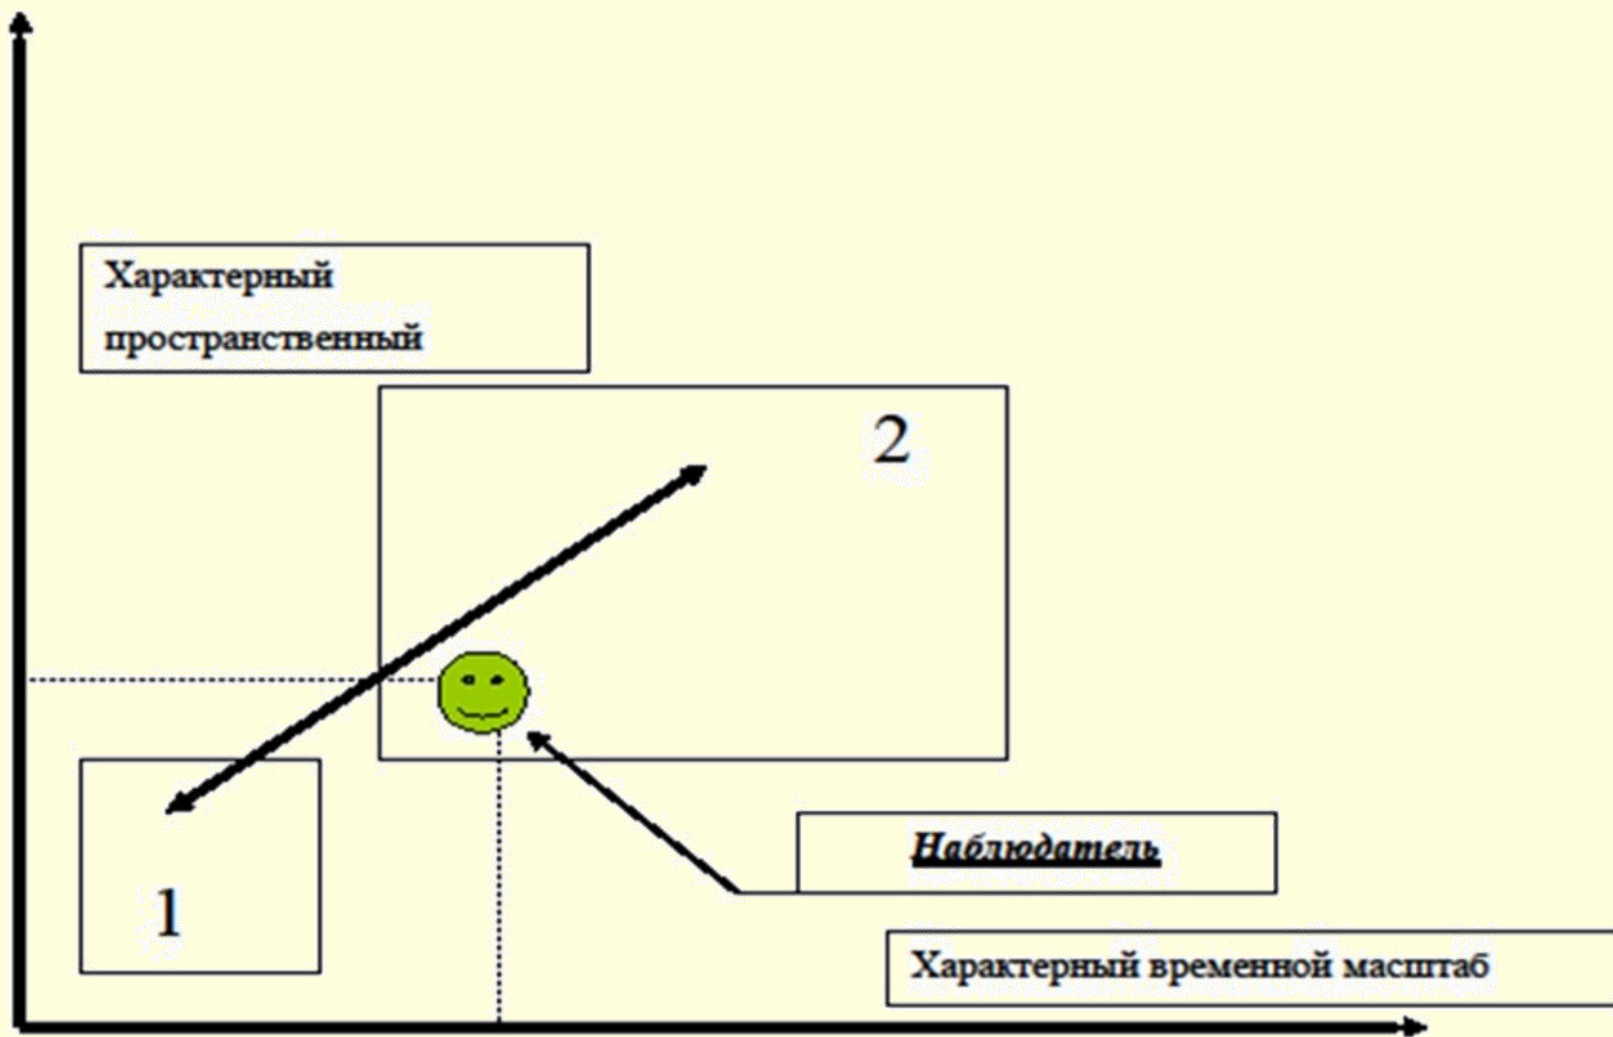 Характерный
пространственный
2
1
Наблюдатель
Характерный временной масштаб